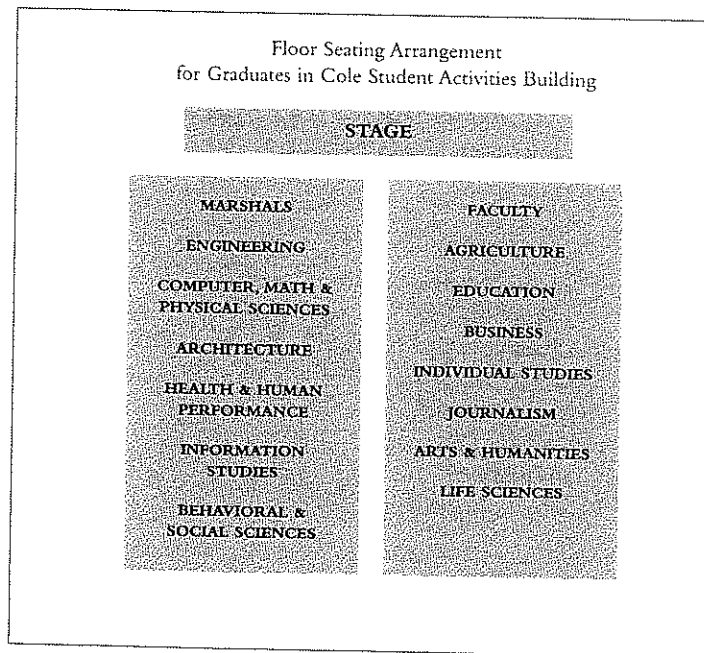 Floor Seating Arrangement
for Graduates in Cole Student Activities Building
STAGE
MARSHALS
ENGINEERING
COMPUTER, MATH &
PHYSICAL SCIENCES
ARCHITECTURE
HEALTH & HUMAN
PERFORMANCE
INFORMATION
STUDIES
BEHAVIORAL &
SOCIAL SCIENCES
FACULTY
AGRICULTURE
EDUCATION
BUSINESS
INDIVIDUAL STUDIES
JOURNALISM
ARTS & HUMANITIES
LIFE SCIENCES